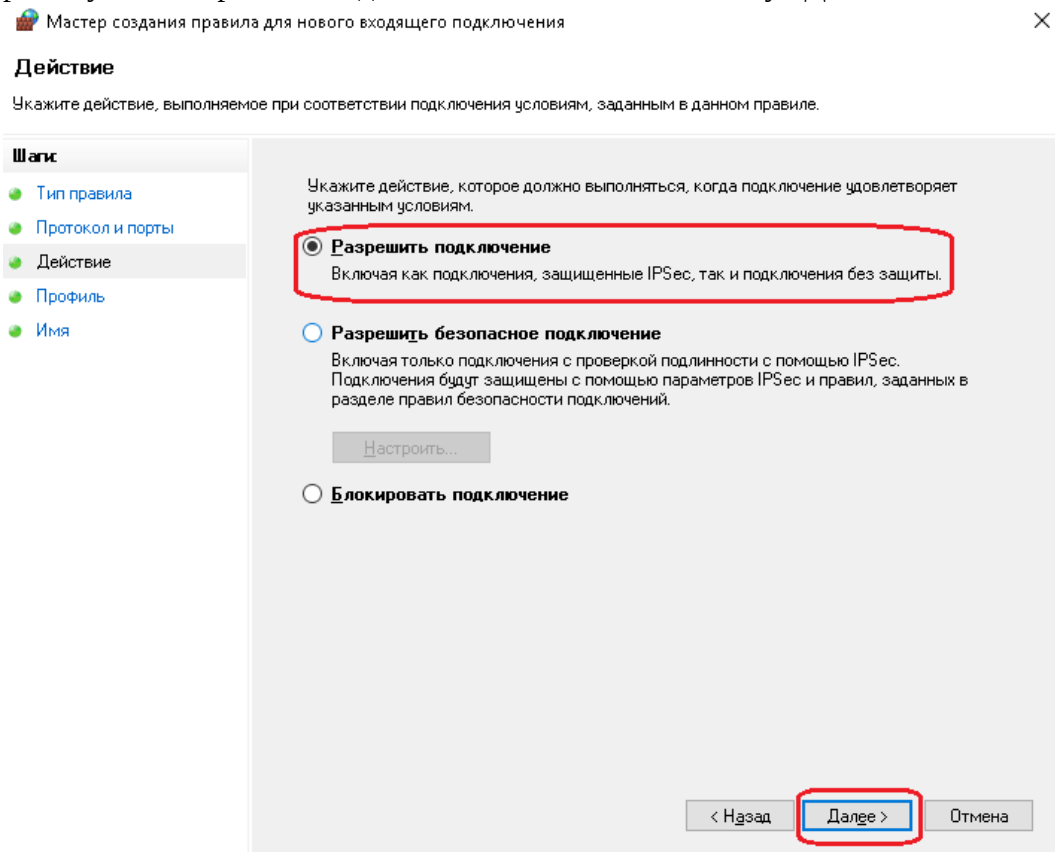 Мастер создания правила для нового входящего подключения
Действие
Укажите действие, выполняемое при соответствии подключения условиям, заданным в данном правиле.
Шаги:
Тип правила
Протокол и порты
Действие
Профиль
Имя
Укажите действие, которое должно выполняться, когда подключение удовлетворяет
указанным условиям.
Разрешить подключение
Включая как подключения, защищенные IPSec, так и подключения без защиты.
Разрешить безопасное подключение
Включая только подключения с проверкой подлинности с помощью IPSec.
Подключения будут защищены с помощью параметров IPSec и правил, заданных в
разделе правил безопасности подключений.
Настроить...
Блокировать подключение
< Назад
Далее >
Отмена